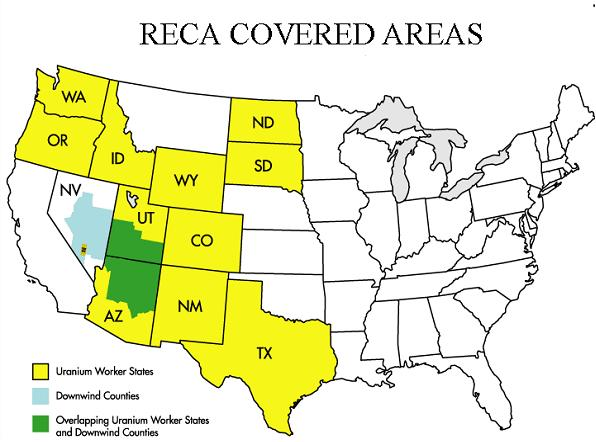 RECA COVERED AREAS
WA
OR
ID
ND
SD
WY
NV
UT
CO
AZ
NM
TX
Uranium Worker States
Downwind Counties
Overlapping Uranium Worker States
and Downwind Counties